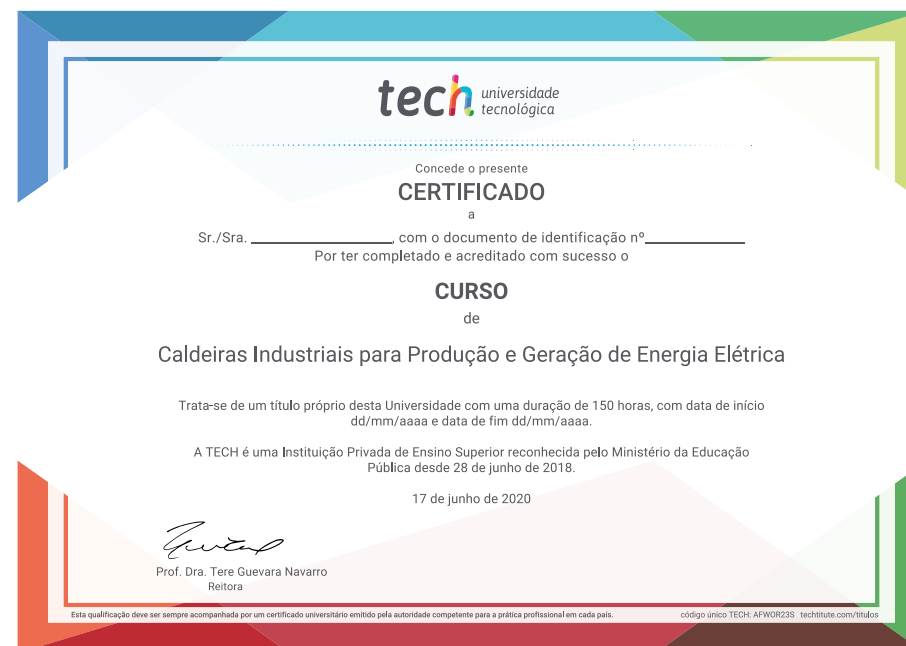 tech universidade
tecnológica
Concede o presente
CERTIFICADO
a
Sr./Sra. , com o documento de identificação nº
Por ter completado e acreditado com sucesso o
CURSO
de
Caldeiras Industriais para Produção e Geração de Energia Elétrica
Trata-se de um título próprio desta Universidade com uma duração de 150 horas, com data de início
dd/mm/aaaa e data de fim dd/mm/aaaa.
A TECH é uma Instituição Privada de Ensino Superior reconhecida pelo Ministério da Educação
Pública desde 28 de junho de 2018.
17 de junho de 2020
Prof. Dra. Tere Guevara Navarro
Reitora
Esta qualificação deve ser sempre acompanhada por um certificado universitário emitido pela autoridade competente para a prática profissional em cada país. código único TECH: AFWOR23S techtitute.com/titulos